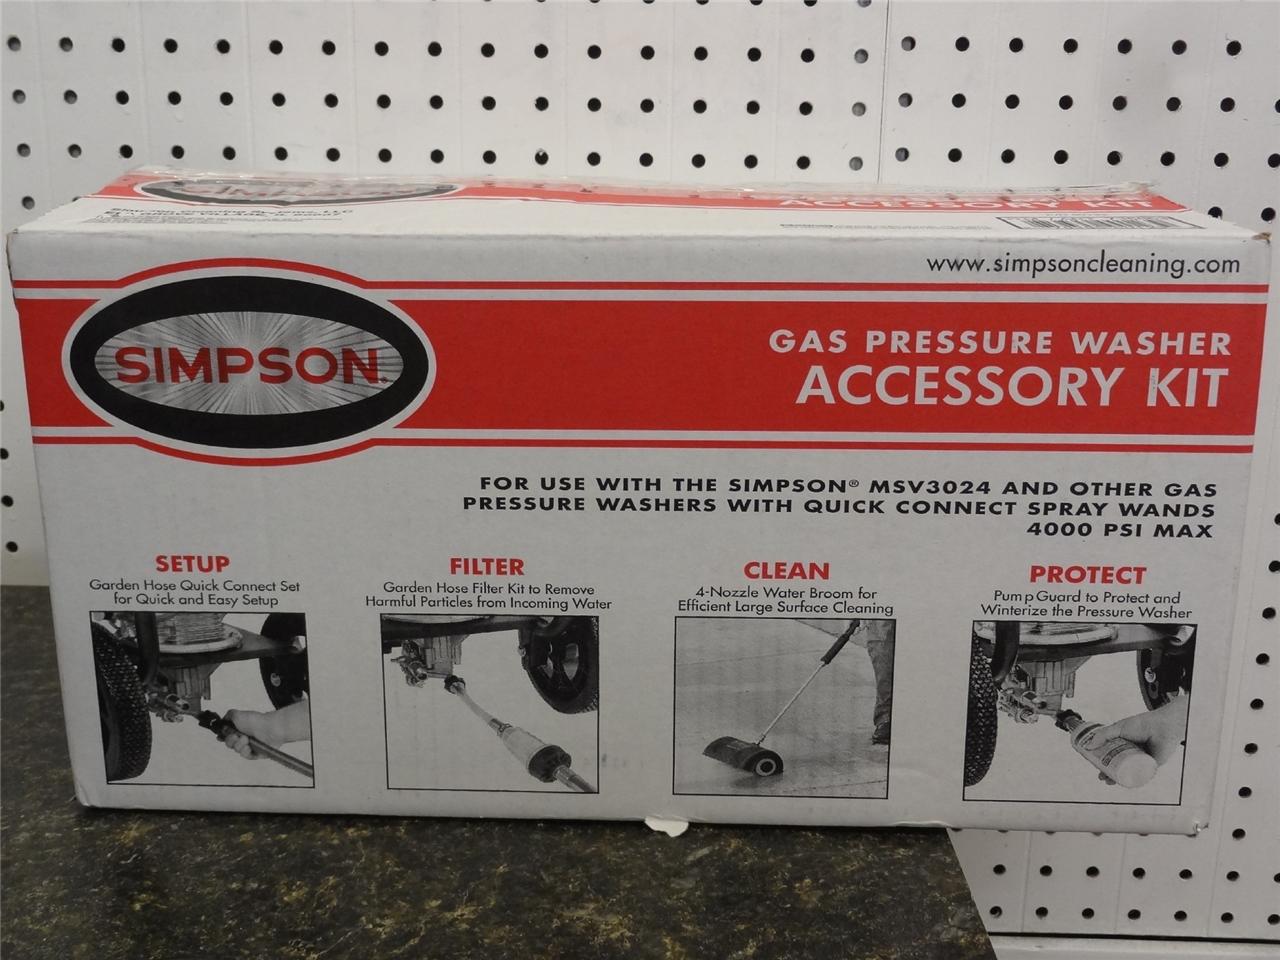 SIMPSON
ACCESSORY KIT
www.simpsoncleaning.com
SIMPSON
GAS PRESSURE WASHER
ACCESSORY KIT
FOR USE WITH THE SIMPSON® MSV3024 AND OTHER GAS
PRESSURE WASHERS WITH QUICK CONNECT SPRAY WANDS
4000 PSI MAX
SETUP
Garden Hose Quick Connect Set
for Quick and Easy Setup
FILTER
Garden Hose Filter Kit to Remove
Harmful Particles from Incoming Water
CLEAN
4-Nozzle Water Broom for
Efficient Large Surface Cleaning
PROTECT
Pump Guard to Protect and
Winterize the Pressure Washer